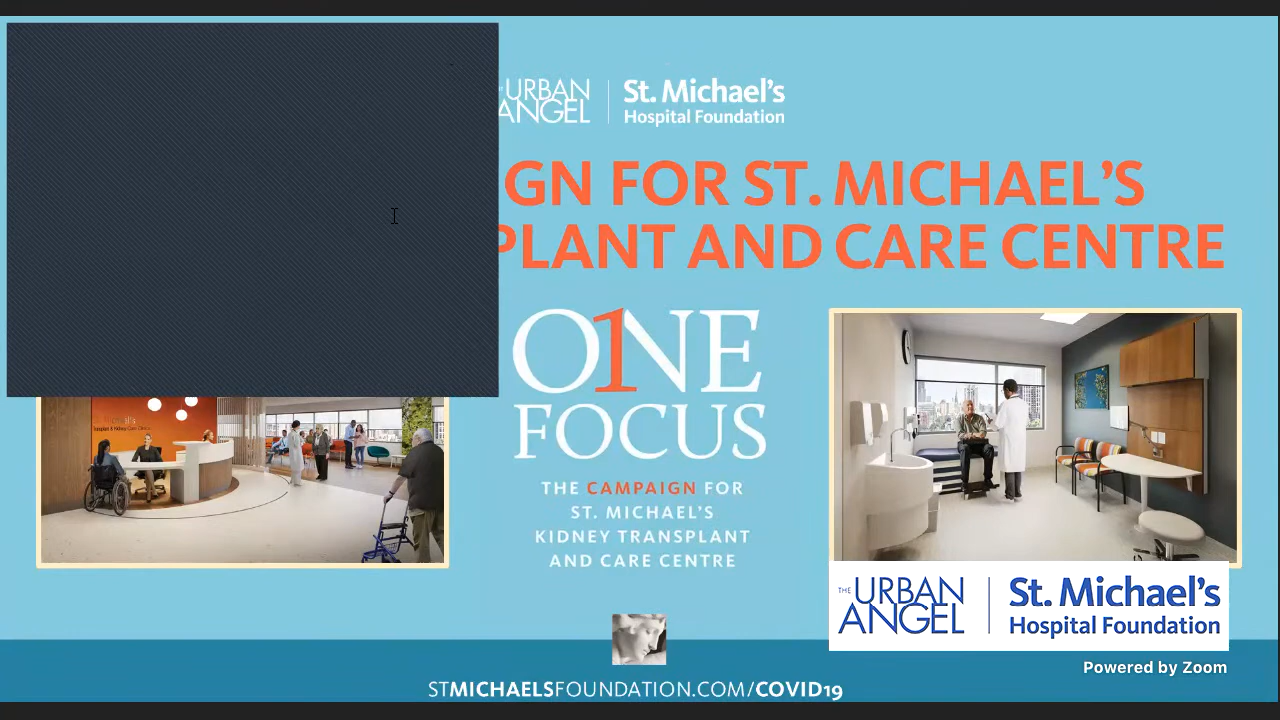 URBAN
ANGEL
St. Michael's
Hospital Foundation
GN FOR ST. MICHAEL'S
PLANT AND CARE CENTRE
O1NE
FOCUS
THE CAMPAIGN FOR
ST. MICHAEL'S
KIDNEY TRANSPLANT
AND CARE CENTRE
THE URBAN
ANGEL
St. Michael's
Hospital Foundation
Powered by Zoom
STMICHAELSFOUNDATION.COM/COVID19